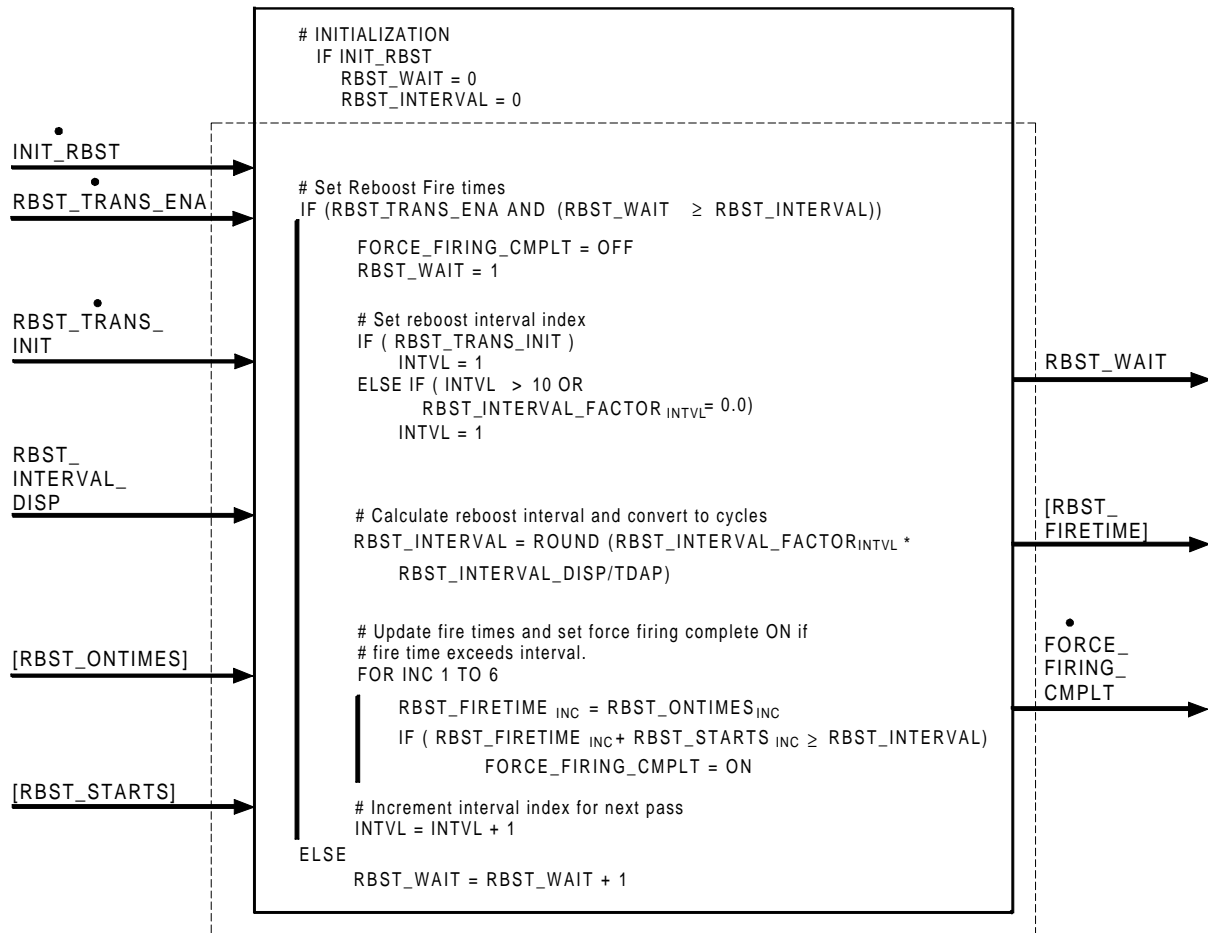 # INITIALIZATION
IF INIT_RBST
RBST_WAIT = 0
RBST_INTERVAL = 0
INIT_RBST
RBST_TRANS_ENA
RBST_TRANS_
INIT
RBST_
INTERVAL_
DISP
[RBST_ONTIMES]
[RBST_STARTS]
# Set Reboost Fire times
IF (RBST_TRANS_ENA AND (RBST_WAIT ≥ RBST_INTERVAL))
FORCE_FIRING_CMPLT = OFF
RBST_WAIT = 1
# Set reboost interval index
IF ( RBST_TRANS_INIT )
INTVL = 1
ELSE IF ( INTVL > 10 OR
RBST_INTERVAL_FACTOR INTVL = 0.0)
INTVL = 1
# Calculate reboost interval and convert to cycles
RBST_INTERVAL = ROUND (RBST_INTERVAL_FACTOR INTVL *
RBST_INTERVAL_DISP/TDAP)
# Update fire times and set force firing complete ON if
# fire time exceeds interval.
FOR INC 1 TO 6
RBST_FIRETIME INC = RBST_ONTIMES INC
IF ( RBST_FIRETIME INC + RBST_STARTS INC ≥ RBST_INTERVAL)
FORCE_FIRING_CMPLT = ON
# Increment interval index for next pass
INTVL = INTVL + 1
ELSE
RBST_WAIT = RBST_WAIT + 1
RBST_WAIT
[RBST_
FIRETIME]
FORCE_
FIRING_
CMPLT